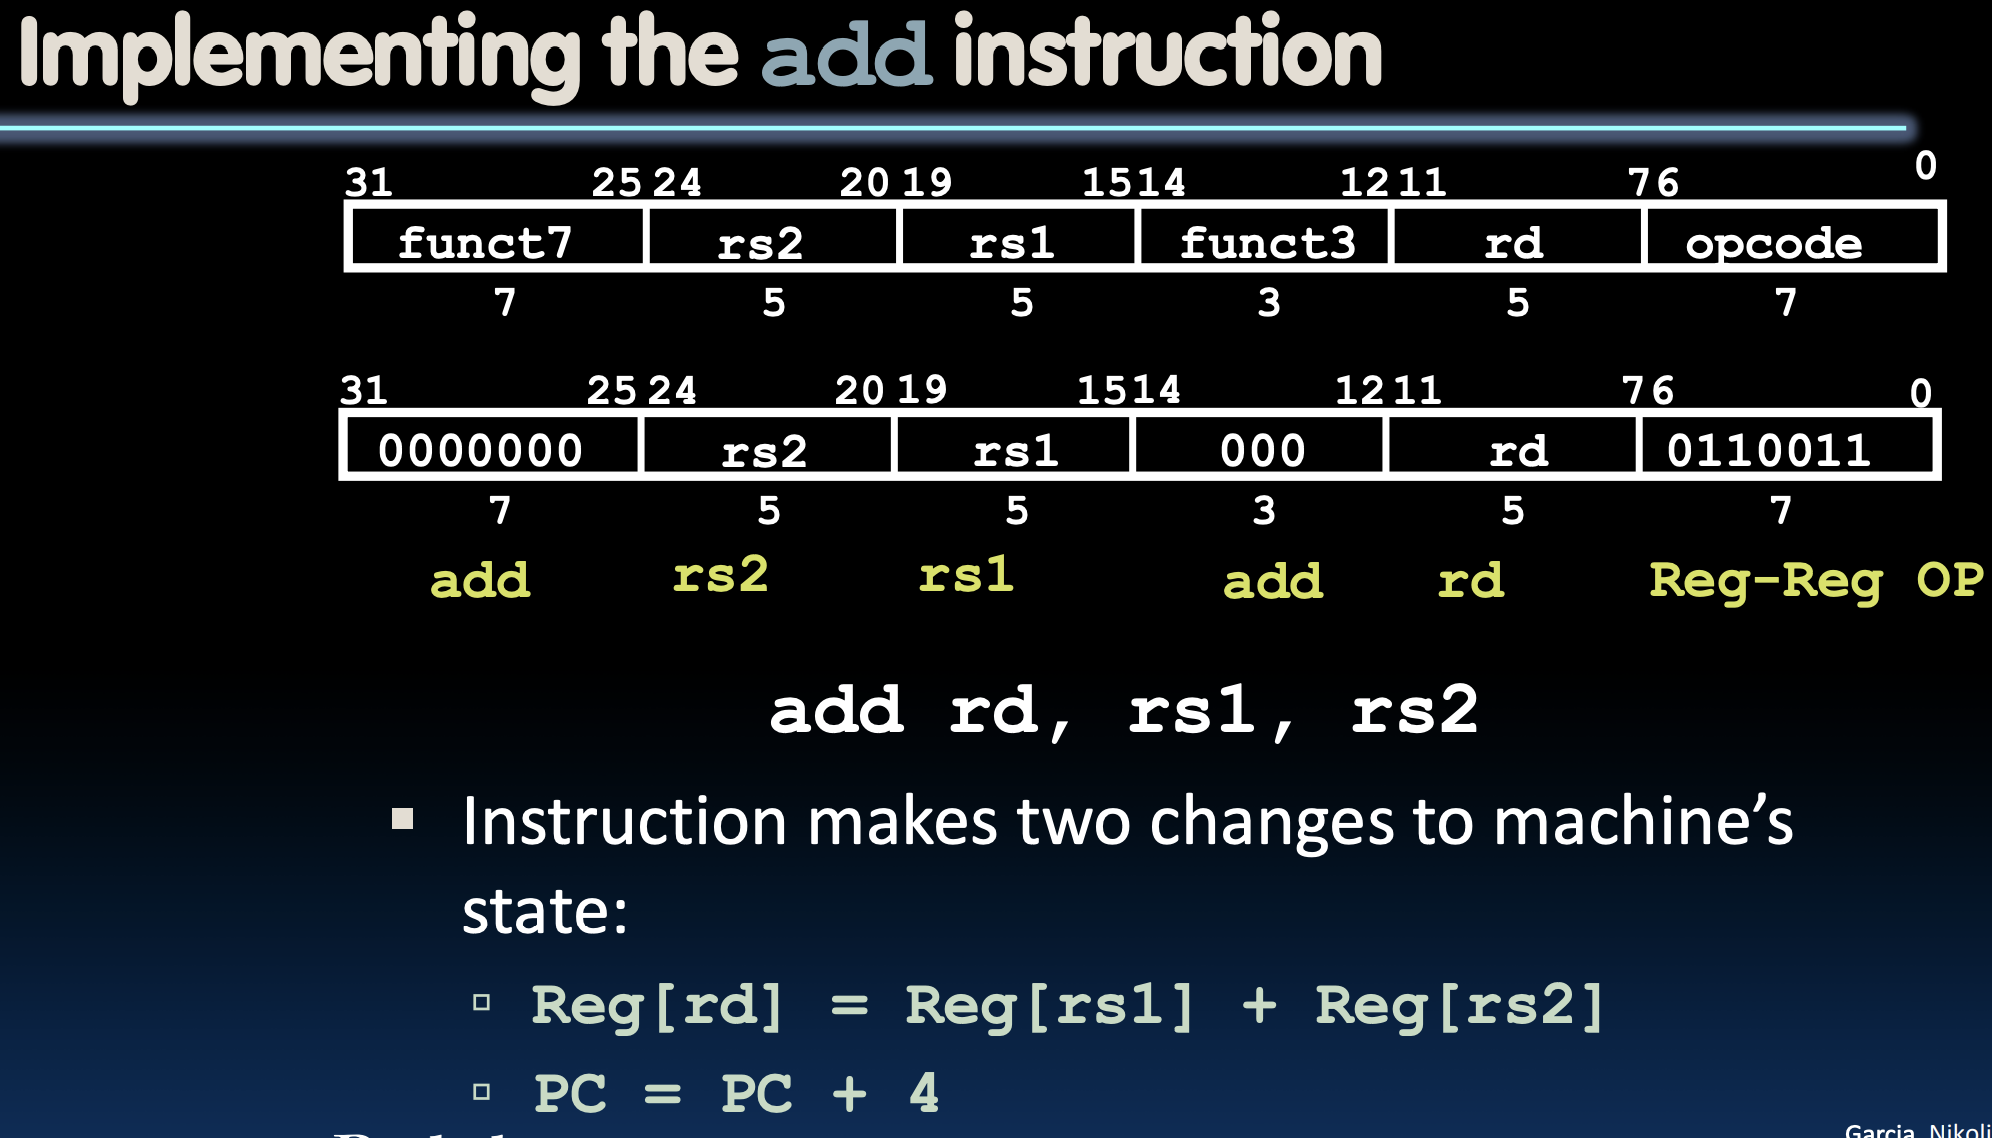 Implementing the add instruction
31 25 24 20 19 15 14 12 11 7 6 0
funct7 rs2 rs1 funct3 rd opcode
7 5 5 3 5 7
31 25 24 20 19 15 14 12 11 7 6 0
0000000 rs2 rs1 000 rd 0110011
7 5 5 3 5 7
add rs2 rs1 add rd Reg-Reg OP
add rd, rs1, rs2
Instruction makes two changes to machine’s
state:
Reg[rd] = Reg[rs1] + Reg[rs2]
PC = PC + 4
Garcia,